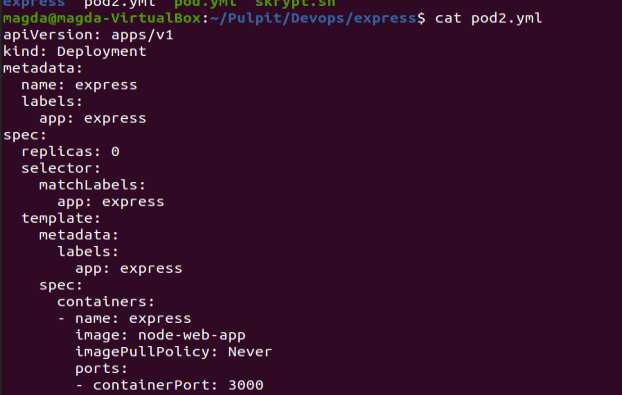 express  pod2.yml  pod.yml  skrypt.sh
magda@magda-VirtualBox:~/Pulpit/Devops/express$ cat pod2.yml
apiVersion: apps/v1
kind: Deployment
metadata:
  name: express
  labels:
    app: express
spec:
  replicas: 0
  selector:
    matchLabels:
      app: express
  template:
    metadata:
      labels:
        app: express
    spec:
      containers:
      - name: express
        image: node-web-app
        imagePullPolicy: Never
        ports:
        - containerPort: 3000